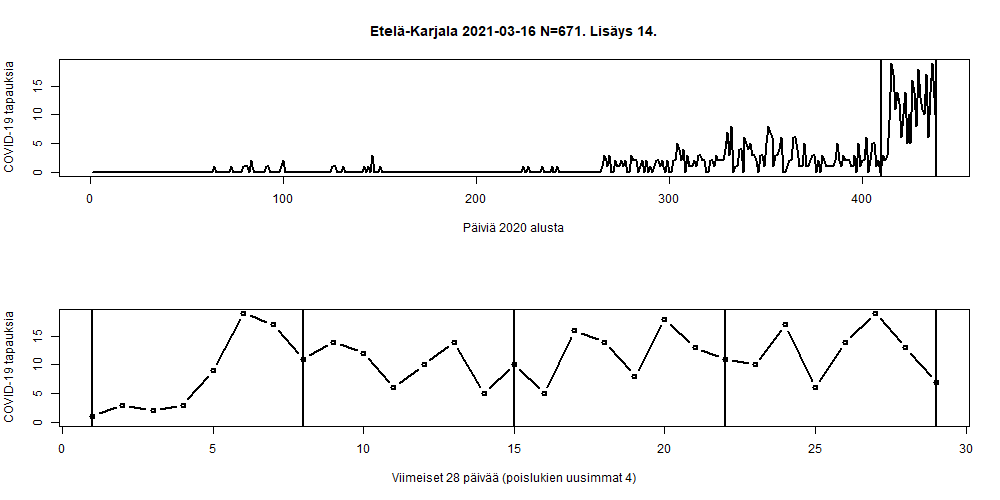 Etelä-Karjala 2021-03-16 N=671. Lisäys 14.
COVID-19 tapauksia
15
10
5
0
0 100 200 300 400
Päiviä 2020 alusta
COVID-19 tapauksia
15
10
5
0
0 5 10 15 20 25 30
Viimeiset 28 päivää (poislukien uusimmat 4)